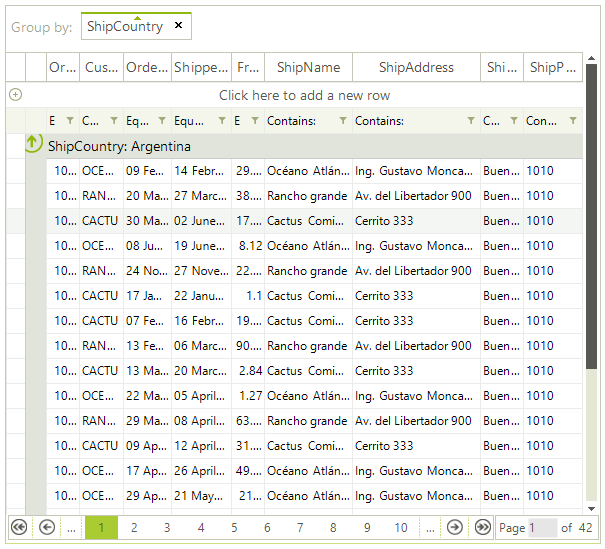 Group by: ShipCountry
Or... Cus... Orde... Shippe... Fr... ShipName ShipAddress Shi... ShipP...
Click here to add a new row
E C... Eq... Equ... E Contains: Contains: C... Con...
ShipCountry: Argentina
10... OCE... 09 Fe... 14 Febr... 29.... Océano Atlán... Ing. Gustavo Monca... Buen... 1010
10... RAN... 20 Ma... 27 Marc... 38.... Rancho grande Av. del Libertador 900 Buen... 1010
10... CACTU 30 Ma... 02 June... 17.... Cactus Comi... Cerrito 333 Buen... 1010
10... OCE... 08 Ju... 19 June... 8.12 Océano Atlán... Ing. Gustavo Monca... Buen... 1010
10... RAN... 24 No... 27 Nove... 22.... Rancho grande Av. del Libertador 900 Buen... 1010
10... CACTU 17 Ja... 22 Janu... 1.1 Cactus Comi... Cerrito 333 Buen... 1010
10... CACTU 07 Fe... 16 Febr... 19.... Cactus Comi... Cerrito 333 Buen... 1010
10... RAN... 13 Fe... 06 Marc... 90.... Rancho grande Av. del Libertador 900 Buen... 1010
10... CACTU 13 Ma... 20 Marc... 2.84 Cactus Comi... Cerrito 333 Buen... 1010
10... OCE... 22 Ma... 05 April... 1.27 Océano Atlán... Ing. Gustavo Monca... Buen... 1010
10... RAN... 29 Ma... 08 April... 63.... Rancho grande Av. del Libertador 900 Buen... 1010
10... CACTU 09 Ap... 12 April... 31.... Cactus Comi... Cerrito 333 Buen... 1010
10... OCE... 17 Ap... 26 April... 49.... Océano Atlán... Ing. Gustavo Monca... Buen... 1010
10... OCE... 29 Ap... 21 May... 21... Océano Atlán... Ing. Gustavo Monca... Buen... 1010
... 1 2 3 4 5 6 7 8 9 10 ... Page 1 of 42